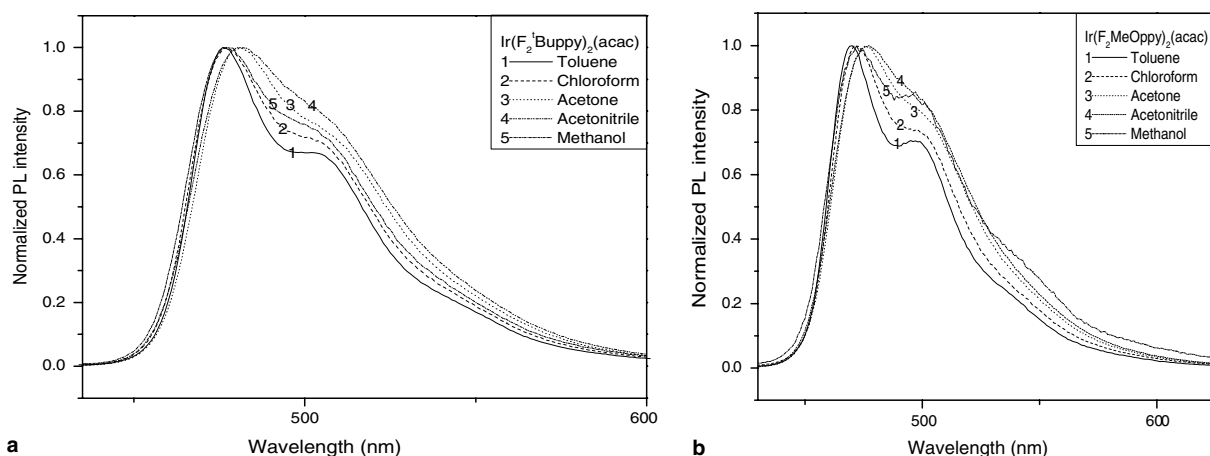 Ir(F₂ᵗBuppy)₂(acac)
1 Toluene
2 Chloroform
3 Acetone
4 Acetonitrile
5 Methanol
1.0
0.8
0.6
0.4
0.2
0.0
Normalized PL intensity
5 3 4
2
1
500
600
Wavelength (nm)
a
Ir(F₂MeOppy)₂(acac)
1 Toluene
2 Chloroform
3 Acetone
4 Acetonitrile
5 Methanol
1.0
0.8
0.6
0.4
0.2
0.0
Normalized PL intensity
4
5
3
2
1
500
600
Wavelength (nm)
b